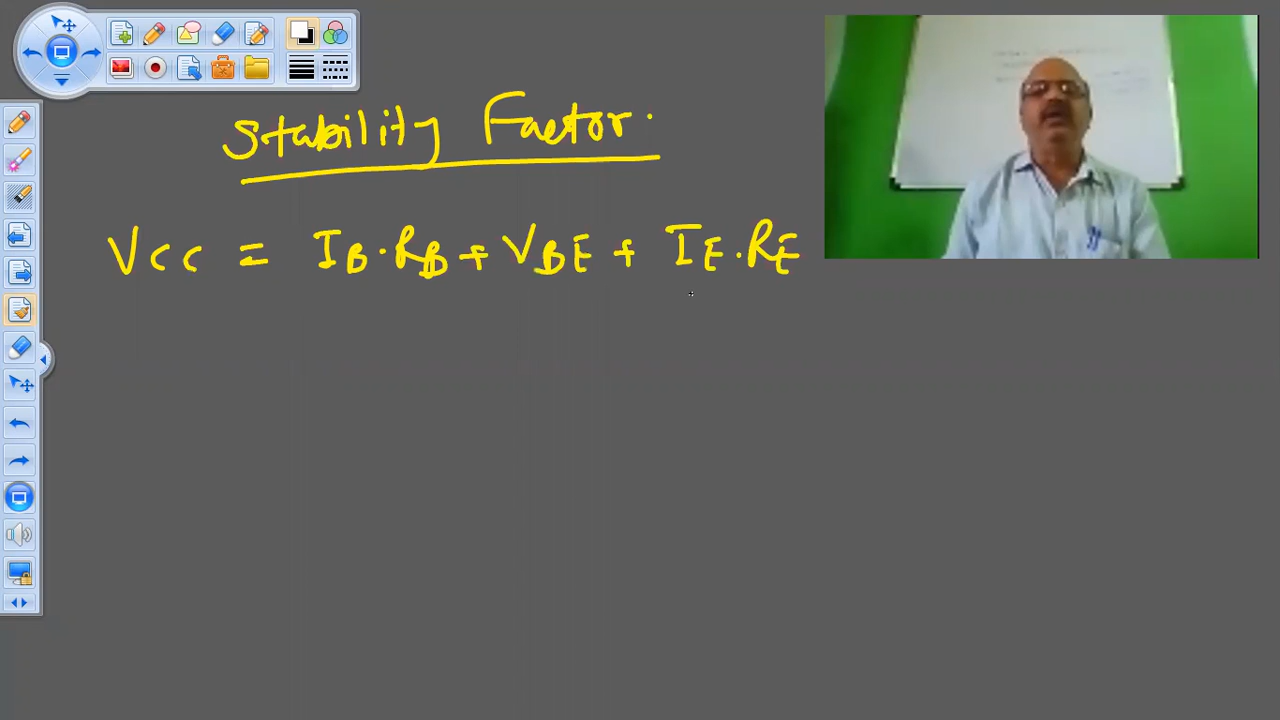 Stability Factor.
VCC = IB.RB + VBE + IE.RE